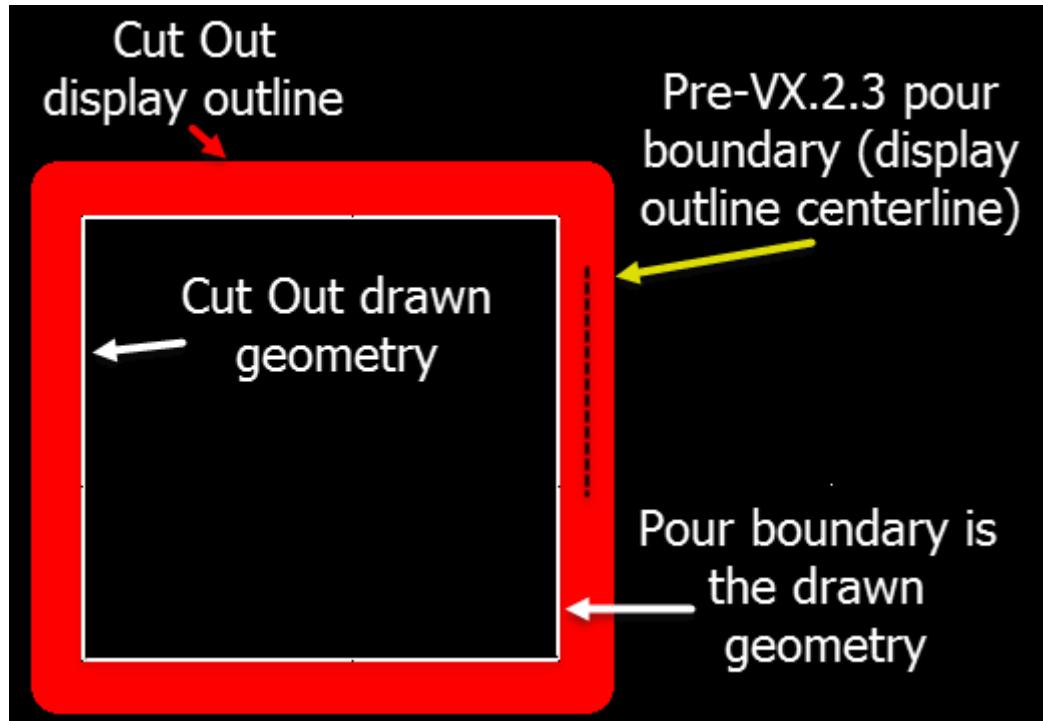 Cut Out
display outline
Pre-VX.2.3 pour
boundary (display
outline centerline)
Cut Out drawn
geometry
Pour boundary is
the drawn
geometry